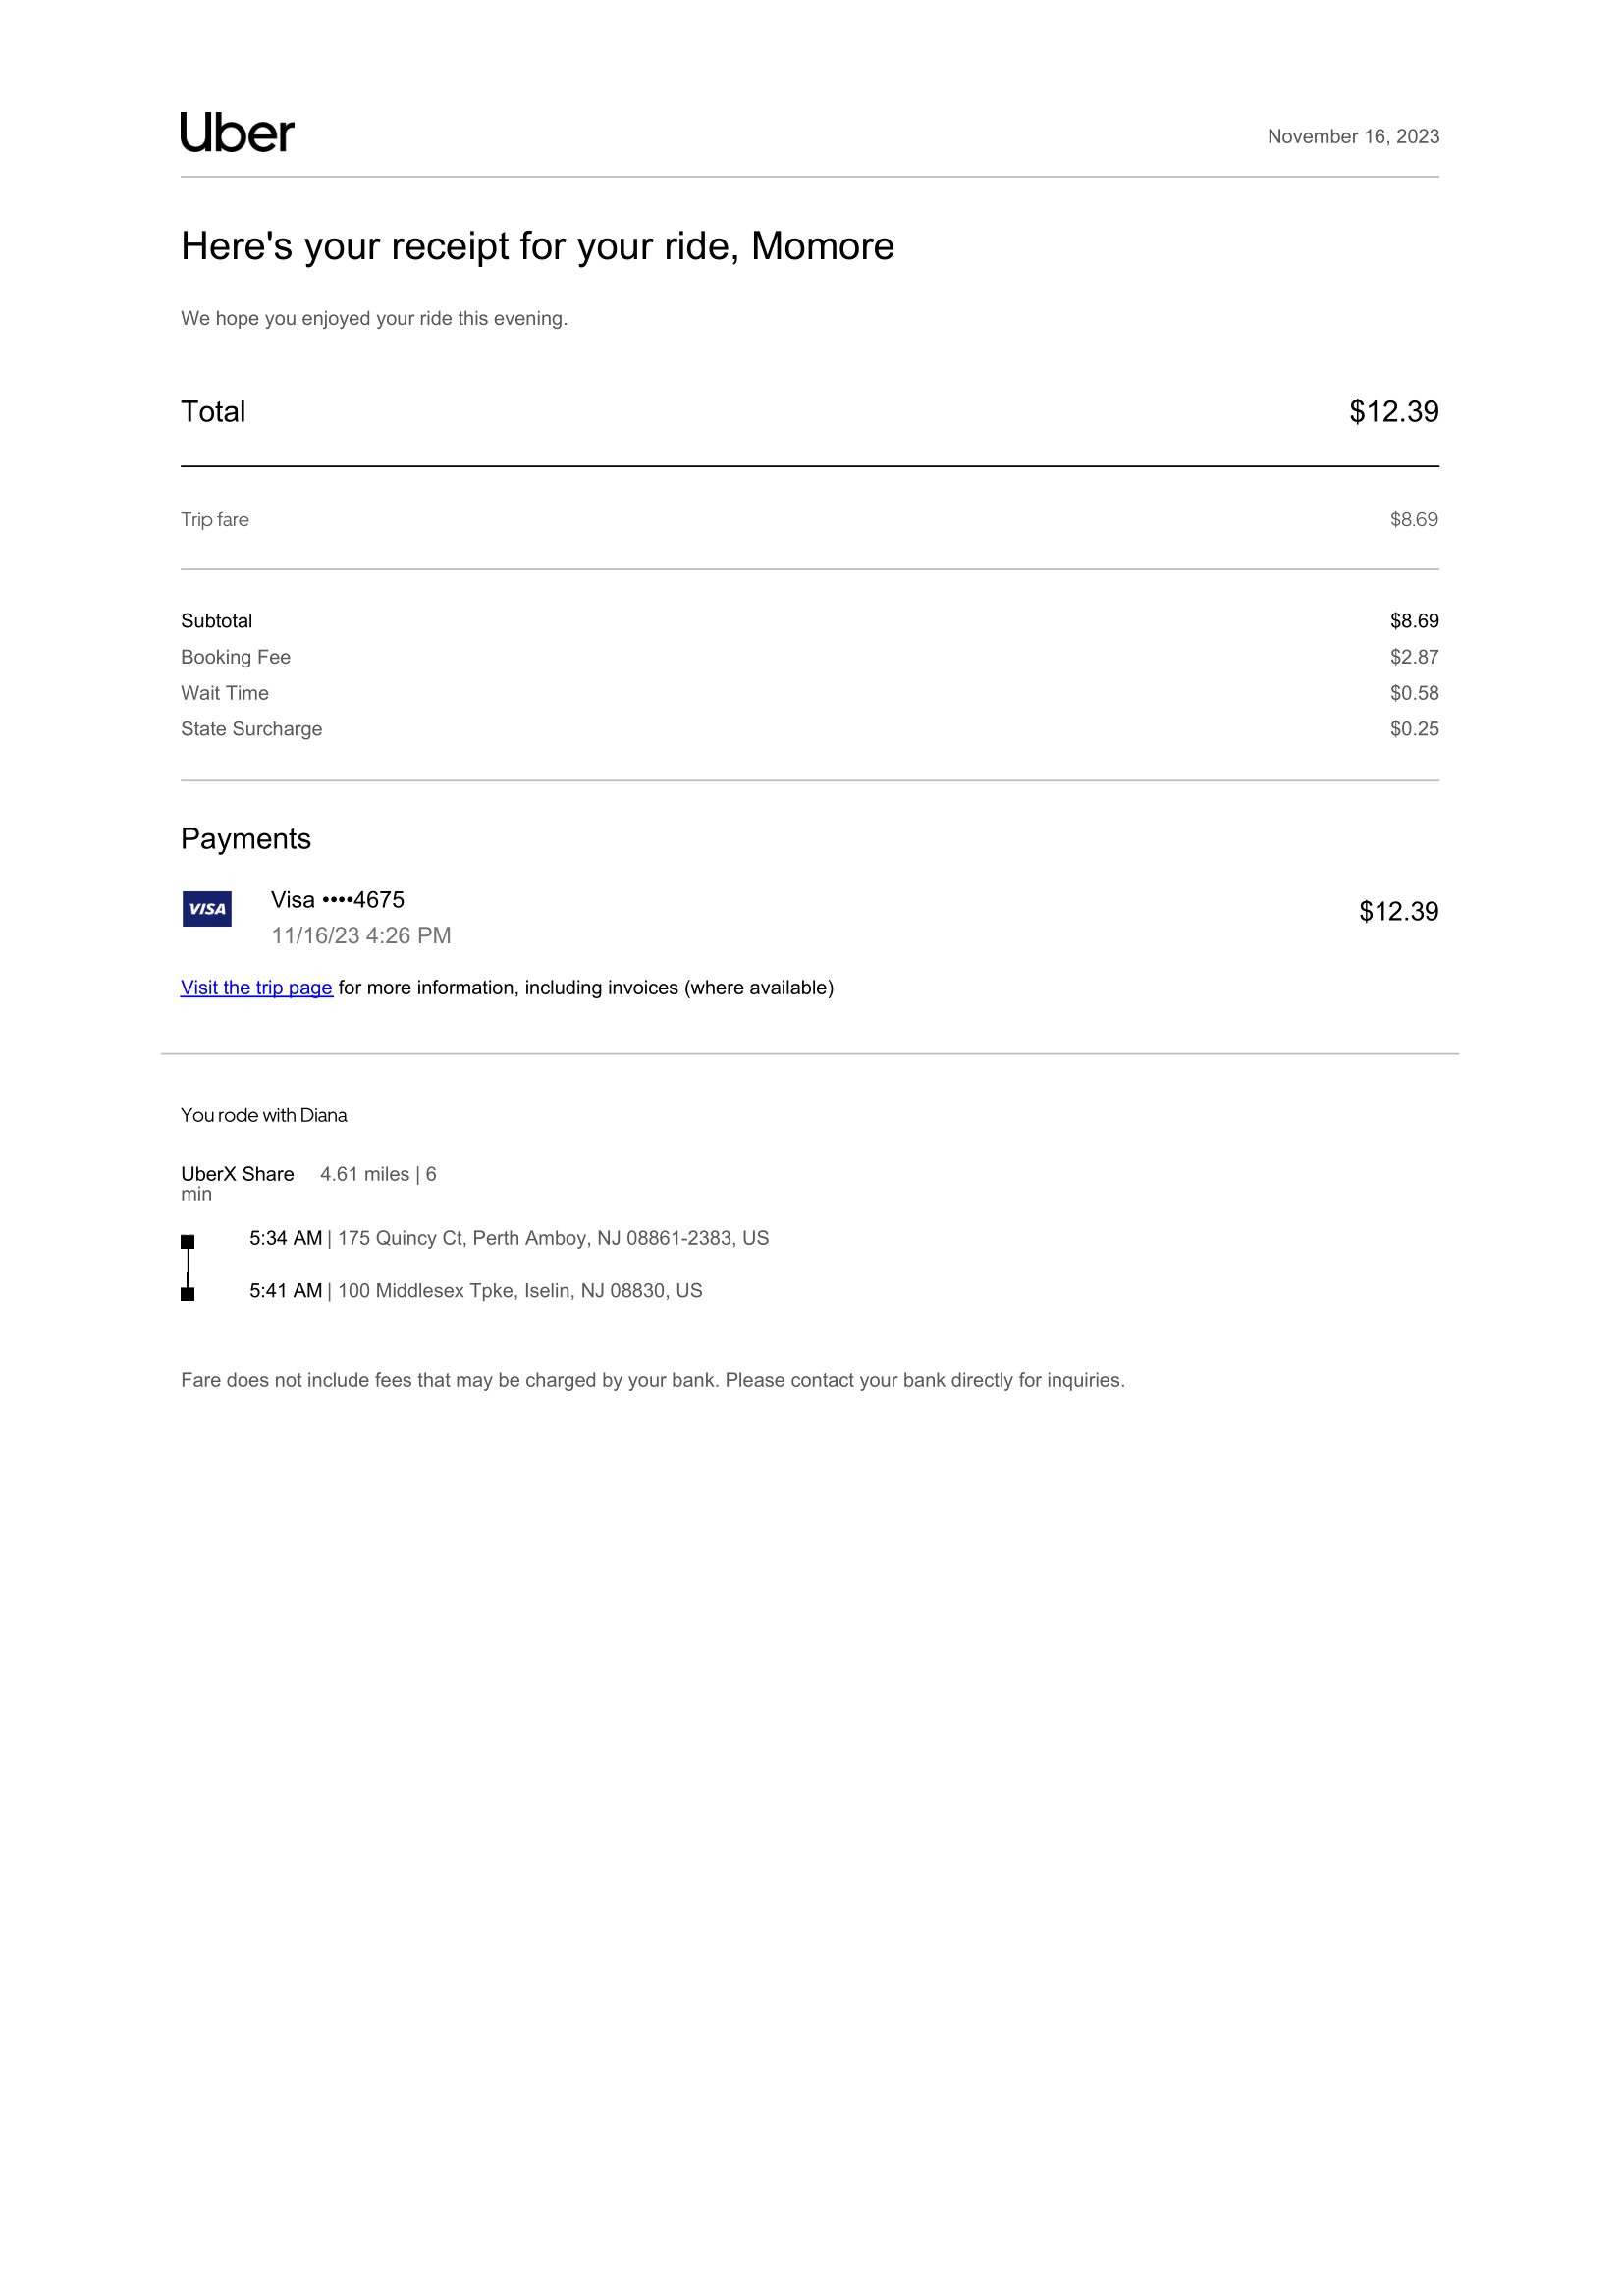 Uber
November 16, 2023
Here's your receipt for your ride, Momore
We hope you enjoyed your ride this evening.
Total $12.39
Trip fare $8.69
Subtotal $8.69
Booking Fee $2.87
Wait Time $0.58
State Surcharge $0.25
Payments
VISA
Visa ••••4675
$12.39
11/16/23 4:26 PM
Visit the trip page for more information, including invoices (where available)
You rode with Diana
UberX Share 4.61 miles | 6
min
5:34 AM | 175 Quincy Ct, Perth Amboy, NJ 08861-2383, US
5:41 AM | 100 Middlesex Tpke, Iselin, NJ 08830, US
Fare does not include fees that may be charged by your bank. Please contact your bank directly for inquiries.